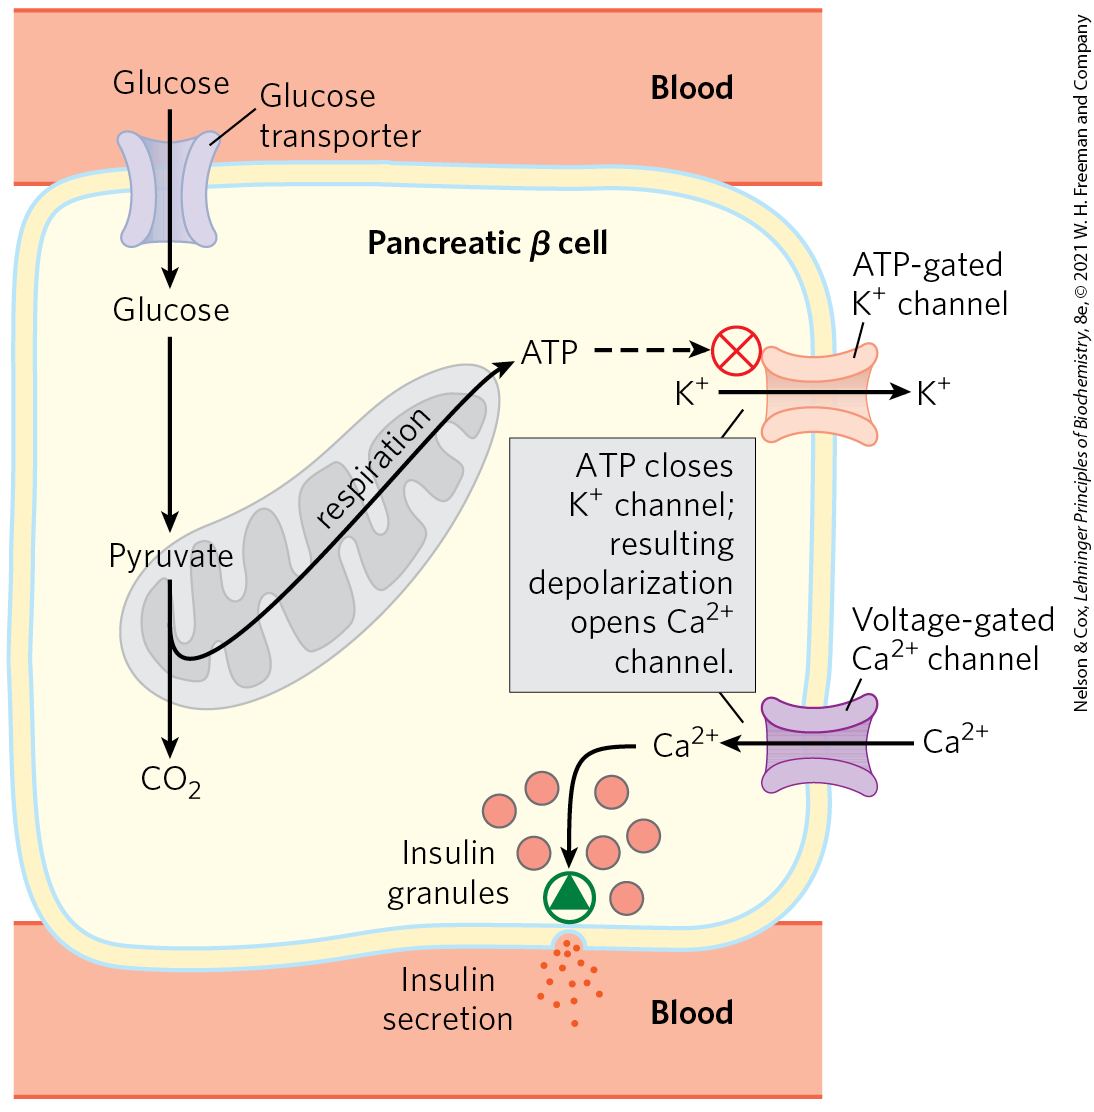 Glucose
Glucose
transporter
Blood
Pancreatic β cell
Glucose
ATP-gated
K⁺ channel
ATP
K⁺
K⁺
respiration
ATP closes
K⁺ channel;
resulting
depolarization
opens Ca²⁺
channel.
Pyruvate
Voltage-gated
Ca²⁺ channel
Ca²⁺
Ca²⁺
CO₂
Insulin
granules
Insulin
secretion
Blood
Nelson & Cox, Lehninger Principles of Biochemistry, 8e, © 2021 W. H. Freeman and Company